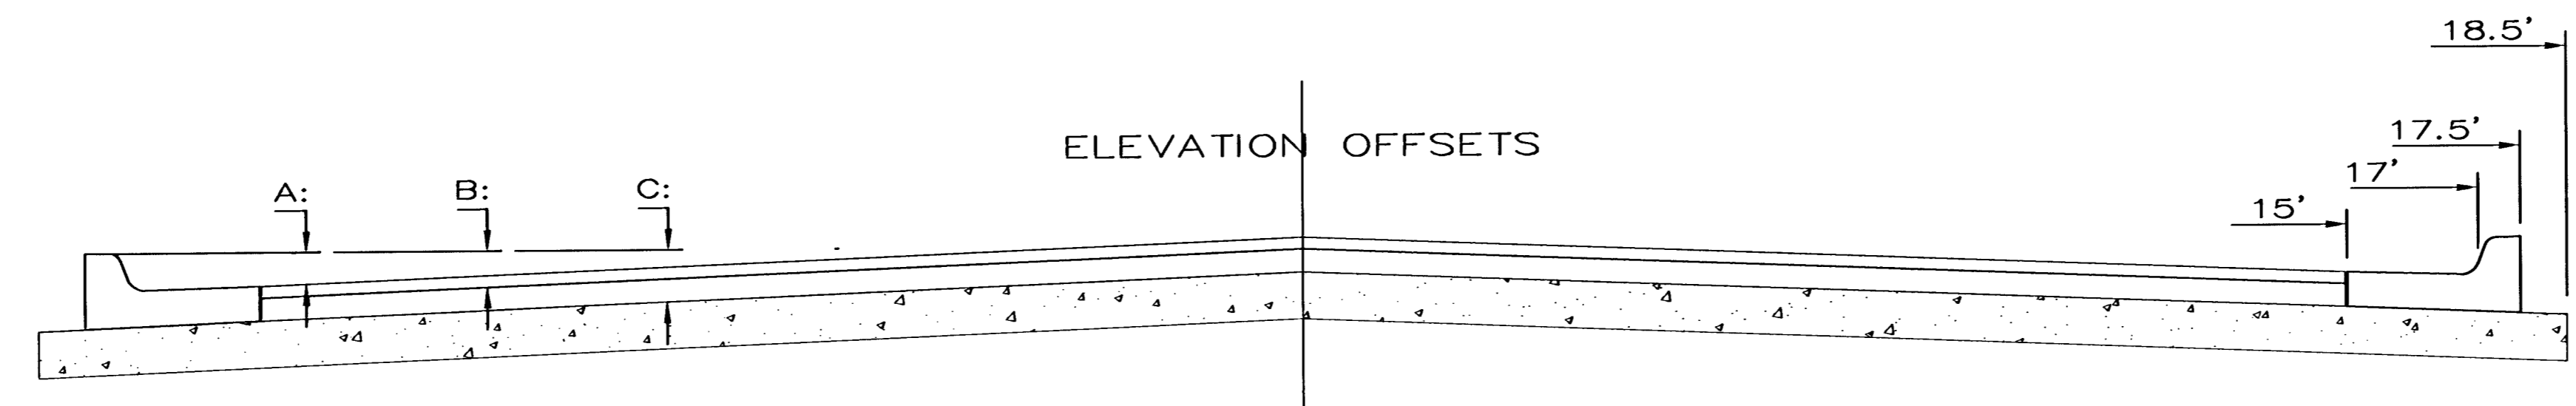 18.5'
ELEVATION OFFSETS
17.5'
A: B: C:
17'
15'